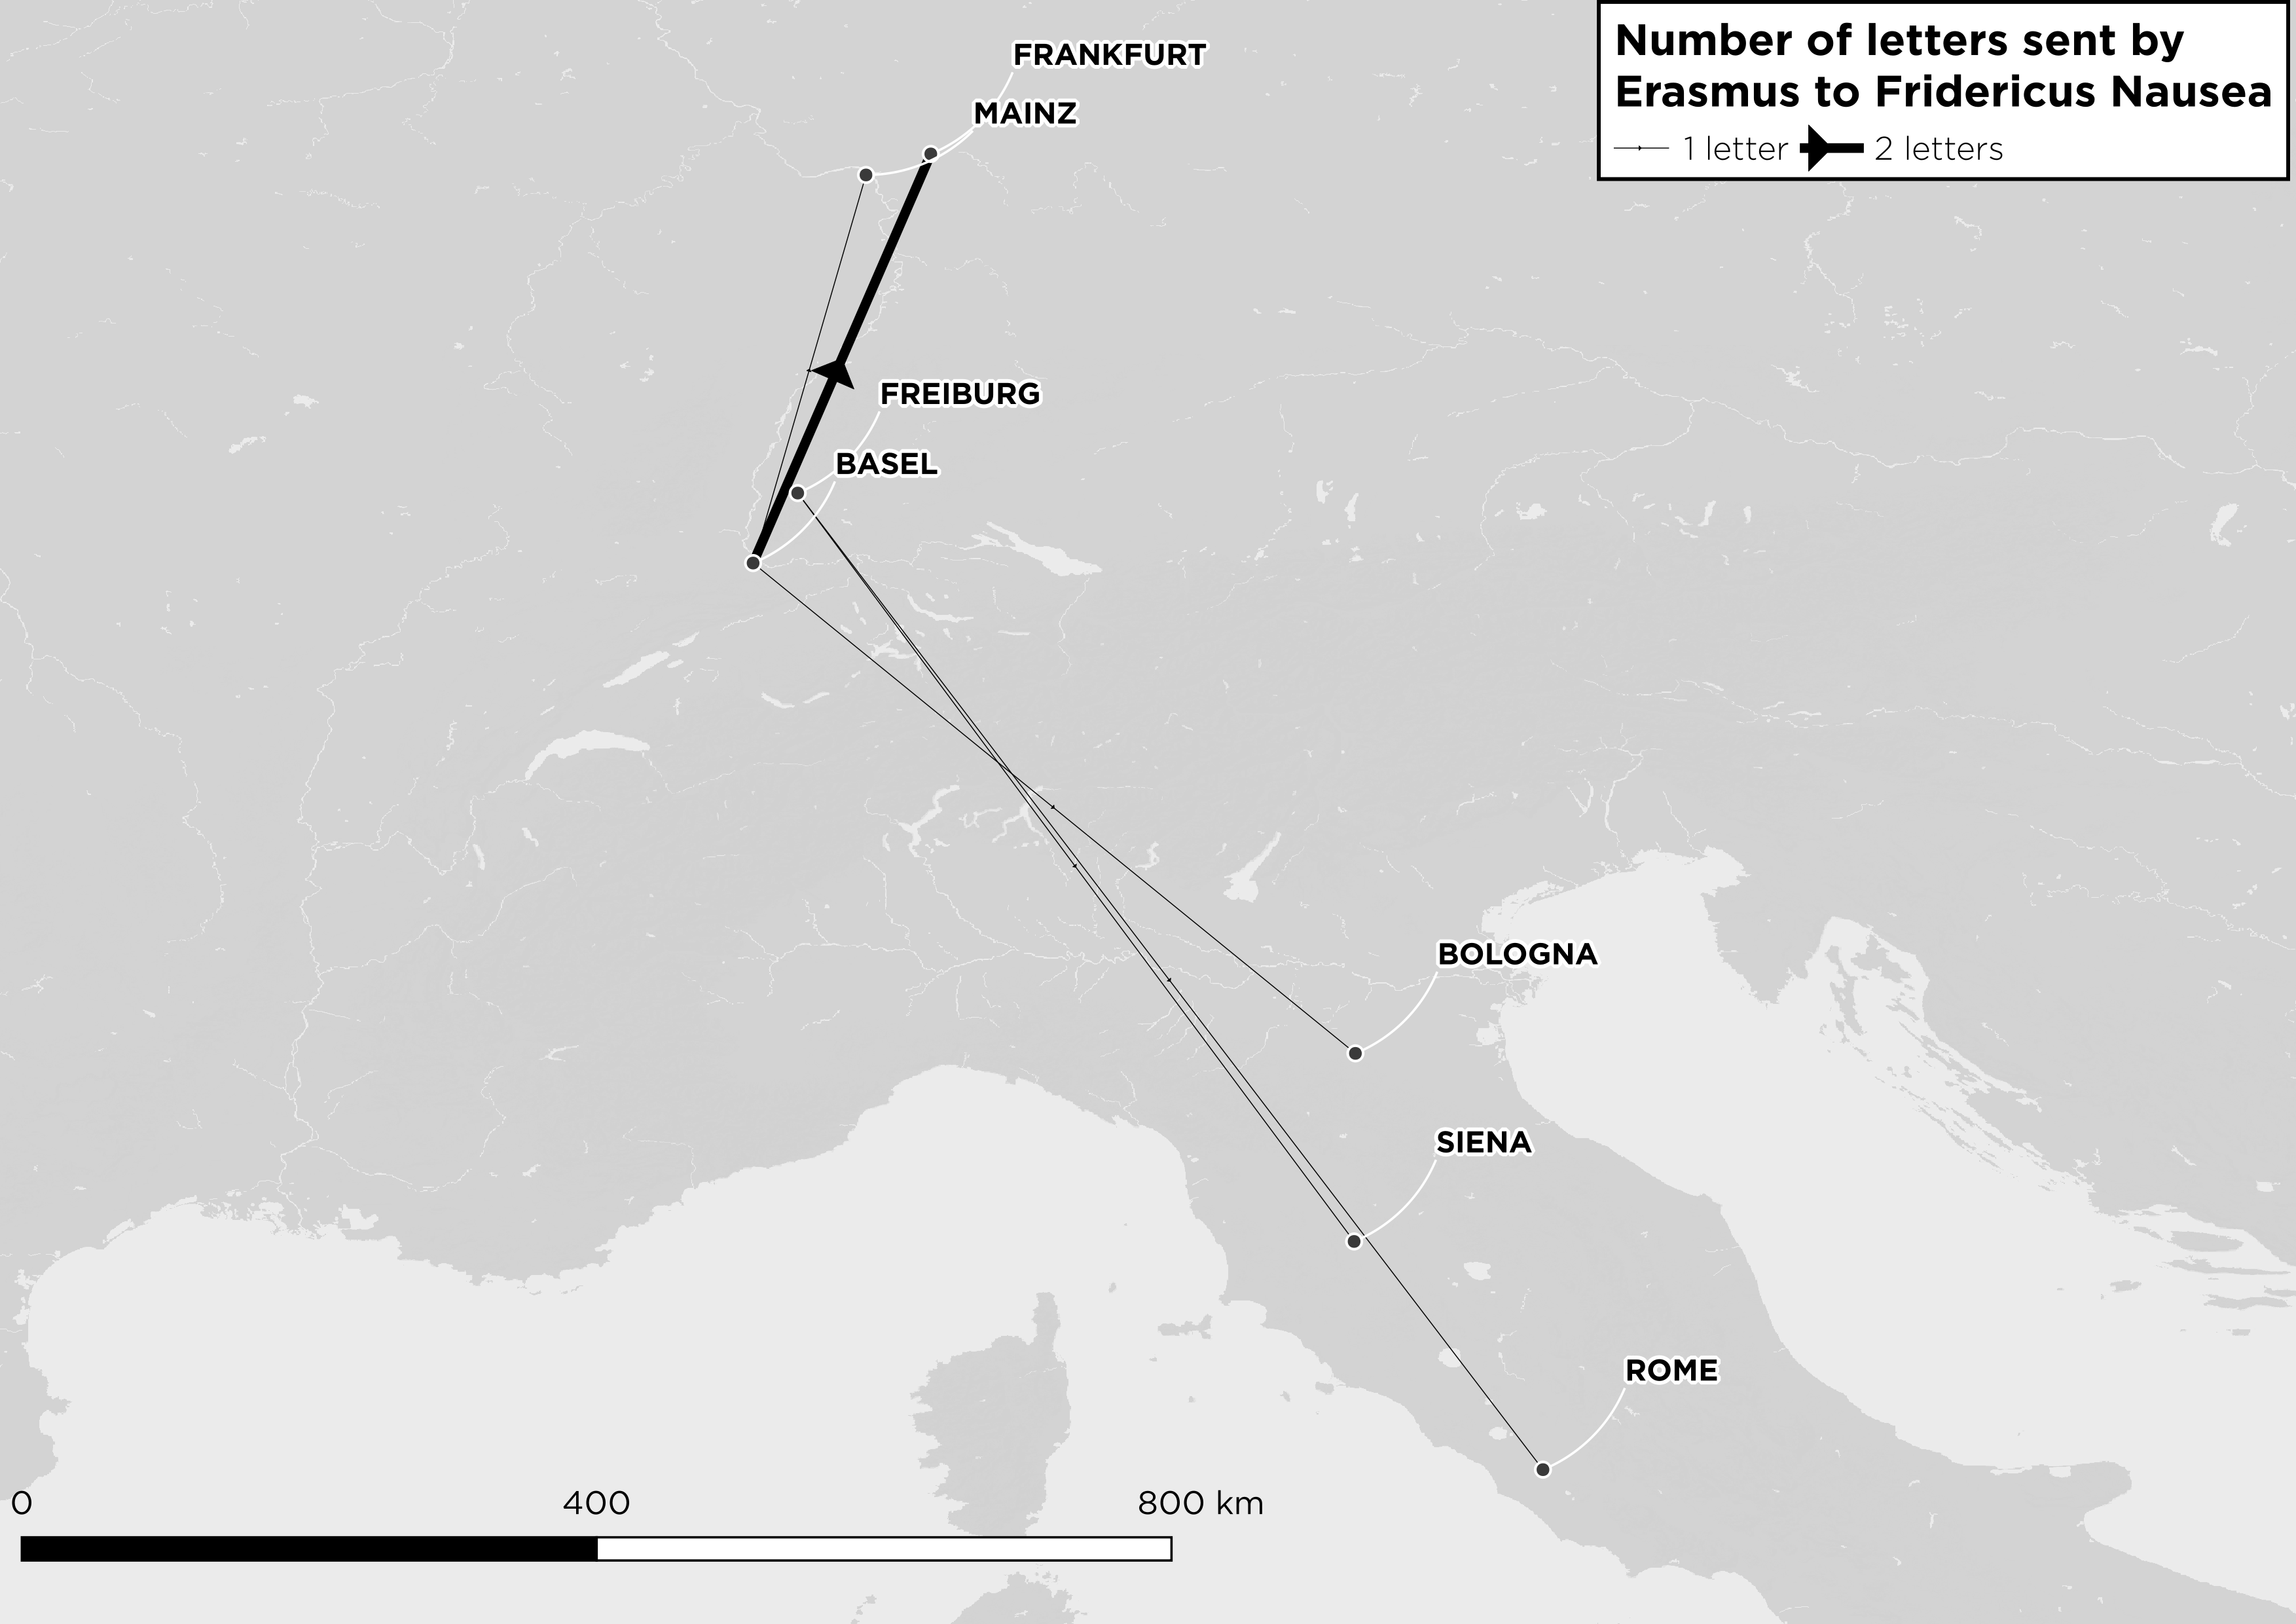 Number of letters sent by
Erasmus to Fridericus Nausea
1 letter 2 letters
FRANKFURT
MAINZ
FREIBURG
BASEL
BOLOGNA
SIENA
ROME
0 400 800 km